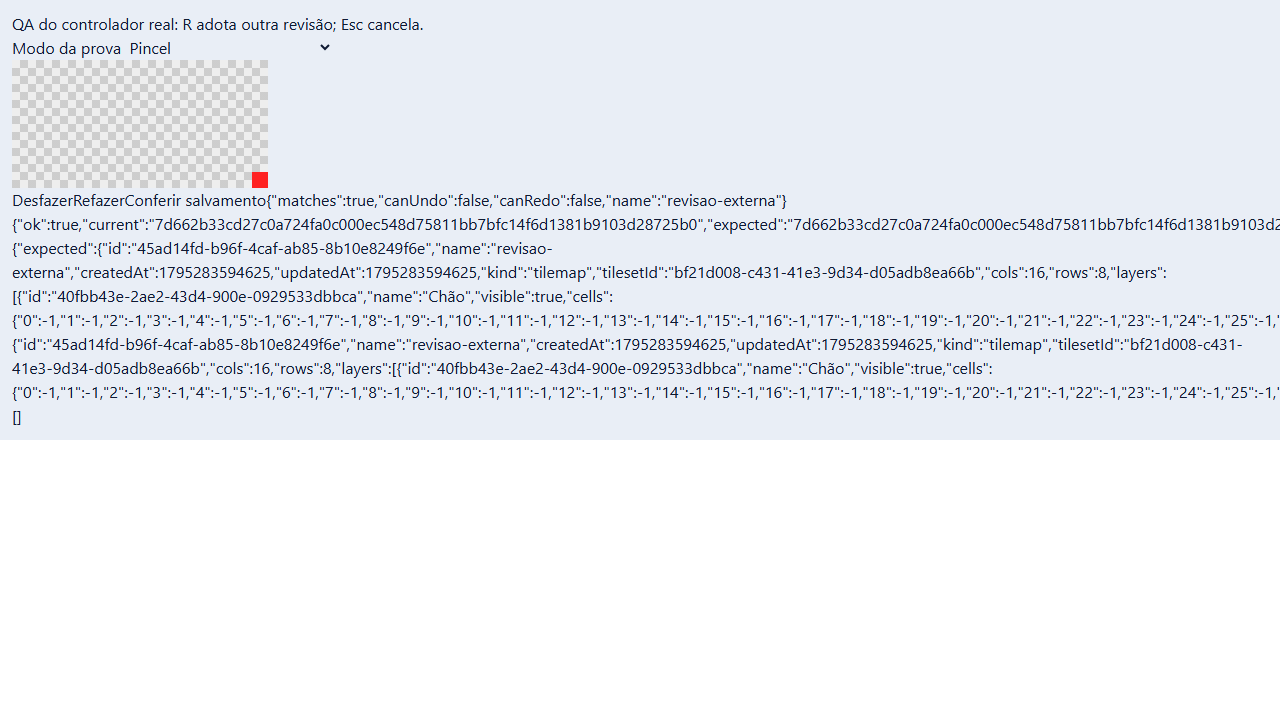 QA do controlador real: R adota outra revisão; Esc cancela.
Modo da prova Pincel
DesfazerRefazerConferir salvamento{"matches":true,"canUndo":false,"canRedo":false,"name":"revisao-externa"}
{"ok":true,"current":"7d662b33cd27c0a724fa0c000ec548d75811bb7bfc14f6d1381b9103d28725b0","expected":"7d662b33cd27c0a724fa0c000ec548d75811bb7bfc14f6d1381b9103d2
{"expected":{"id":"45ad14fd-b96f-4caf-ab85-8b10e8249f6e","name":"revisao-
externa","createdAt":1795283594625,"updatedAt":1795283594625,"kind":"tilemap","tilesetId":"bf21d008-c431-41e3-9d34-d05adb8ea66b","cols":16,"rows":8,"layers":
[{"id":"40fbb43e-2ae2-43d4-900e-0929533dbbca","name":"Chão","visible":true,"cells":
{"0":-1,"1":-1,"2":-1,"3":-1,"4":-1,"5":-1,"6":-1,"7":-1,"8":-1,"9":-1,"10":-1,"11":-1,"12":-1,"13":-1,"14":-1,"15":-1,"16":-1,"17":-1,"18":-1,"19":-1,"20":-1,"21":-1,"22":-1,"23":-1,"24":-1,"25":-1,"
{"id":"45ad14fd-b96f-4caf-ab85-8b10e8249f6e","name":"revisao-externa","createdAt":1795283594625,"updatedAt":1795283594625,"kind":"tilemap","tilesetId":"bf21d008-c431-
41e3-9d34-d05adb8ea66b","cols":16,"rows":8,"layers":[{"id":"40fbb43e-2ae2-43d4-900e-0929533dbbca","name":"Chão","visible":true,"cells":
{"0":-1,"1":-1,"2":-1,"3":-1,"4":-1,"5":-1,"6":-1,"7":-1,"8":-1,"9":-1,"10":-1,"11":-1,"12":-1,"13":-1,"14":-1,"15":-1,"16":-1,"17":-1,"18":-1,"19":-1,"20":-1,"21":-1,"22":-1,"23":-1,"24":-1,"25":-1,"
[]